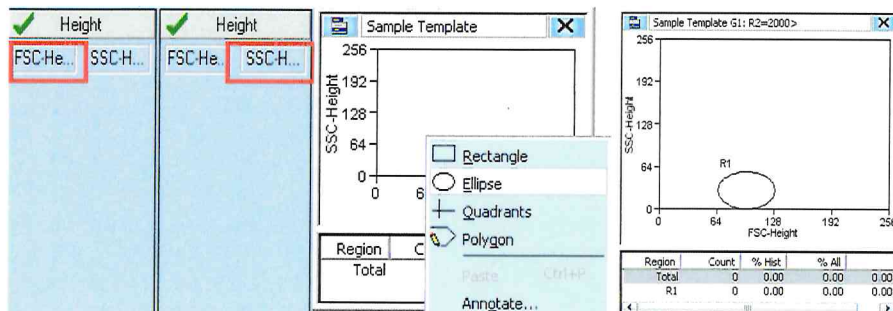 Height
FSC-He... SSC-H...
Height
FSC-He... SSC-H...
Sample Template
256
192
128
64
0
0 6
SSC-Height
Rectangle
Ellipse
Quadrants
Polygon
Paste Ctrl+P
Annotate...
Region C
Total
Sample Template G1: R2=2000>
256
192
128
64
0
SSC-Height
R1
0 64 128 192 256
FSC-Height
Region Count % Hist % All
Total 0 0.00 0.00 0.00
R1 0 0.00 0.00 0.00